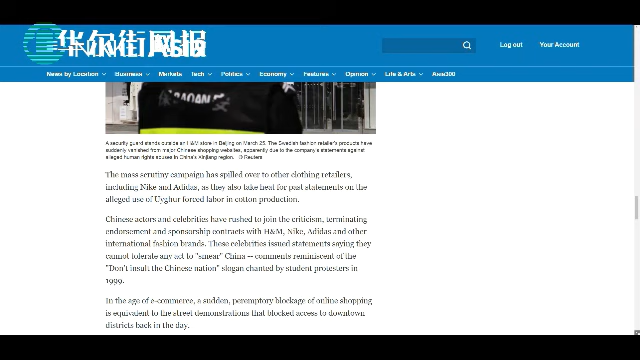 华尔街网报
Asia
Log out
Your Account
News by Location
Business
Markets
Tech
Politics
Economy
Features
Opinion
Life & Arts
Asia300
A security guard stands outside an H&M store in Beijing on March 25. The Swedish fashion retailer's products have
suddenly vanished from major Chinese shopping websites, apparently due to the company's statements against
alleged human rights abuses in China's Xinjiang region. © Reuters
The mass scrutiny campaign has spilled over to other clothing retailers,
including Nike and Adidas, as they also take heat for past statements on the
alleged use of Uyghur forced labor in cotton production.
Chinese actors and celebrities have rushed to join the criticism, terminating
endorsement and sponsorship contracts with H&M, Nike, Adidas and other
international fashion brands. These celebrities issued statements saying they
cannot tolerate any act to "smear" China -- comments reminiscent of the
"Don't insult the Chinese nation" slogan chanted by student protesters in
1999.
In the age of e-commerce, a sudden, peremptory blockage of online shopping
is equivalent to the street demonstrations that blocked access to downtown
districts back in the day.